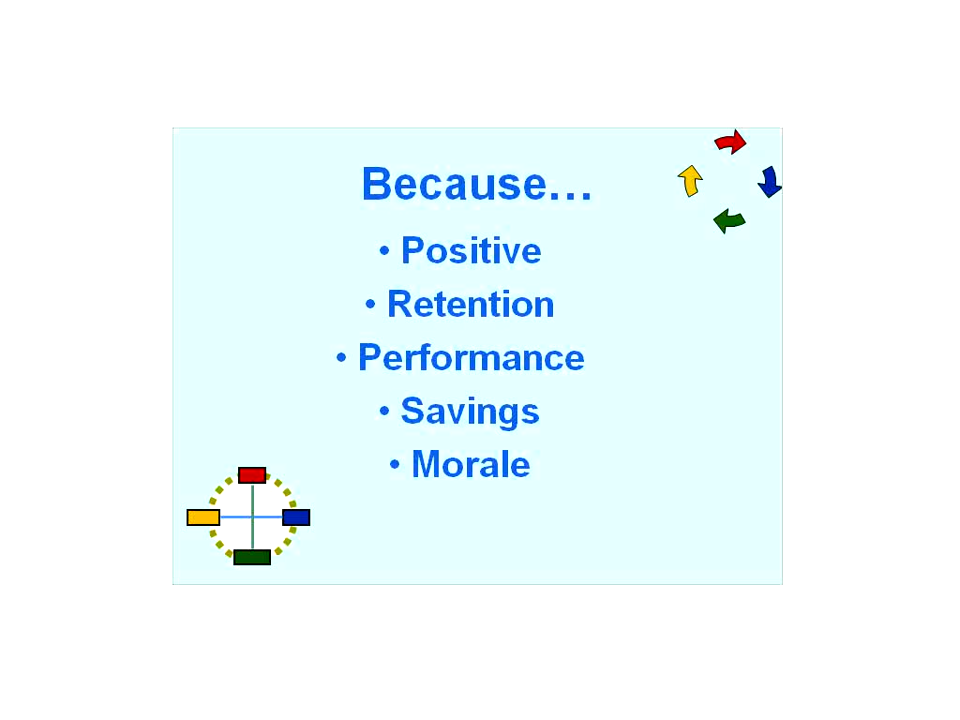 Because…
• Positive
• Retention
• Performance
• Savings
• Morale